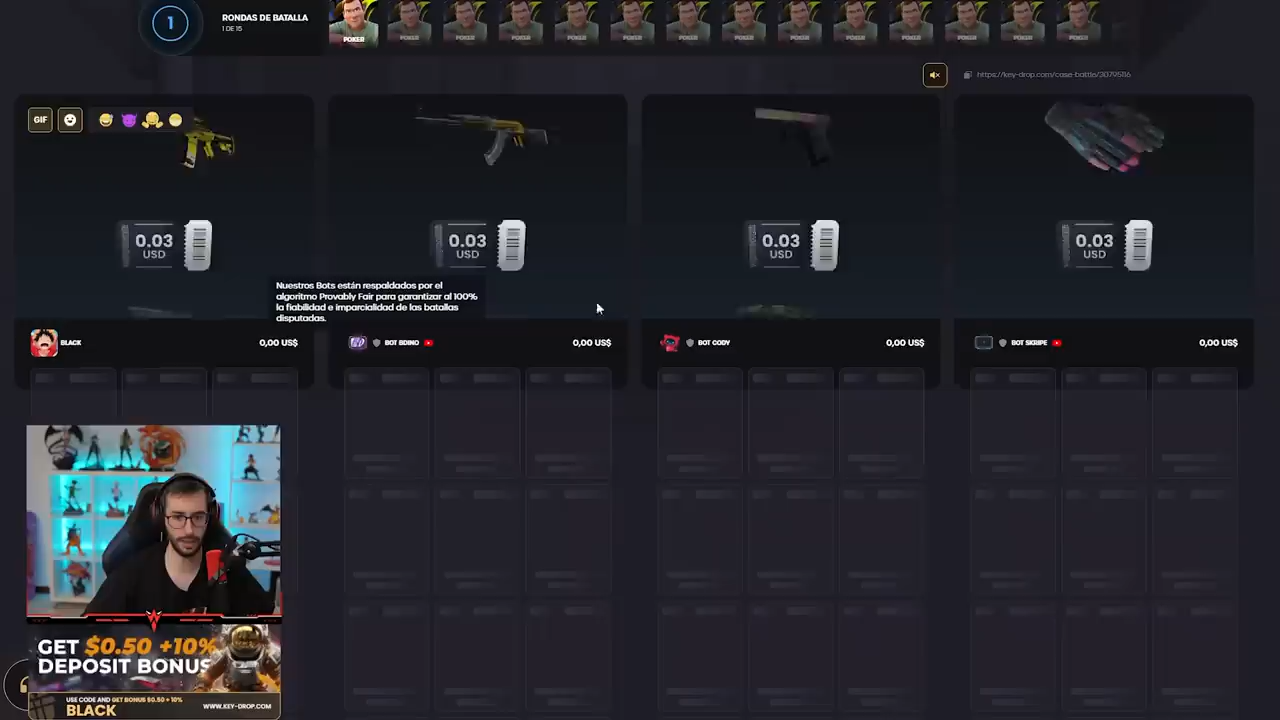 1
RONDAS DE BATALLA
1 DE 15
POKER
https://key-drop.com/case-battle/30795116
GIF
0.03
USD
0.03
USD
0.03
USD
0.03
USD
Nuestros Bots están respaldados por el
algoritmo Provably Fair para garantizar al 100%
la fiabilidad e imparcialidad de las batallas
disputadas.
BLACK
0,00 US$
BOT BDINO
0,00 US$
BOT CODY
0,00 US$
BOT SKRIPE
0,00 US$
GET $0.50 +10%
DEPOSIT BONUS
USE CODE AND GET BONUS $0.50 + 10%
BLACK
WWW.KEY-DROP.COM